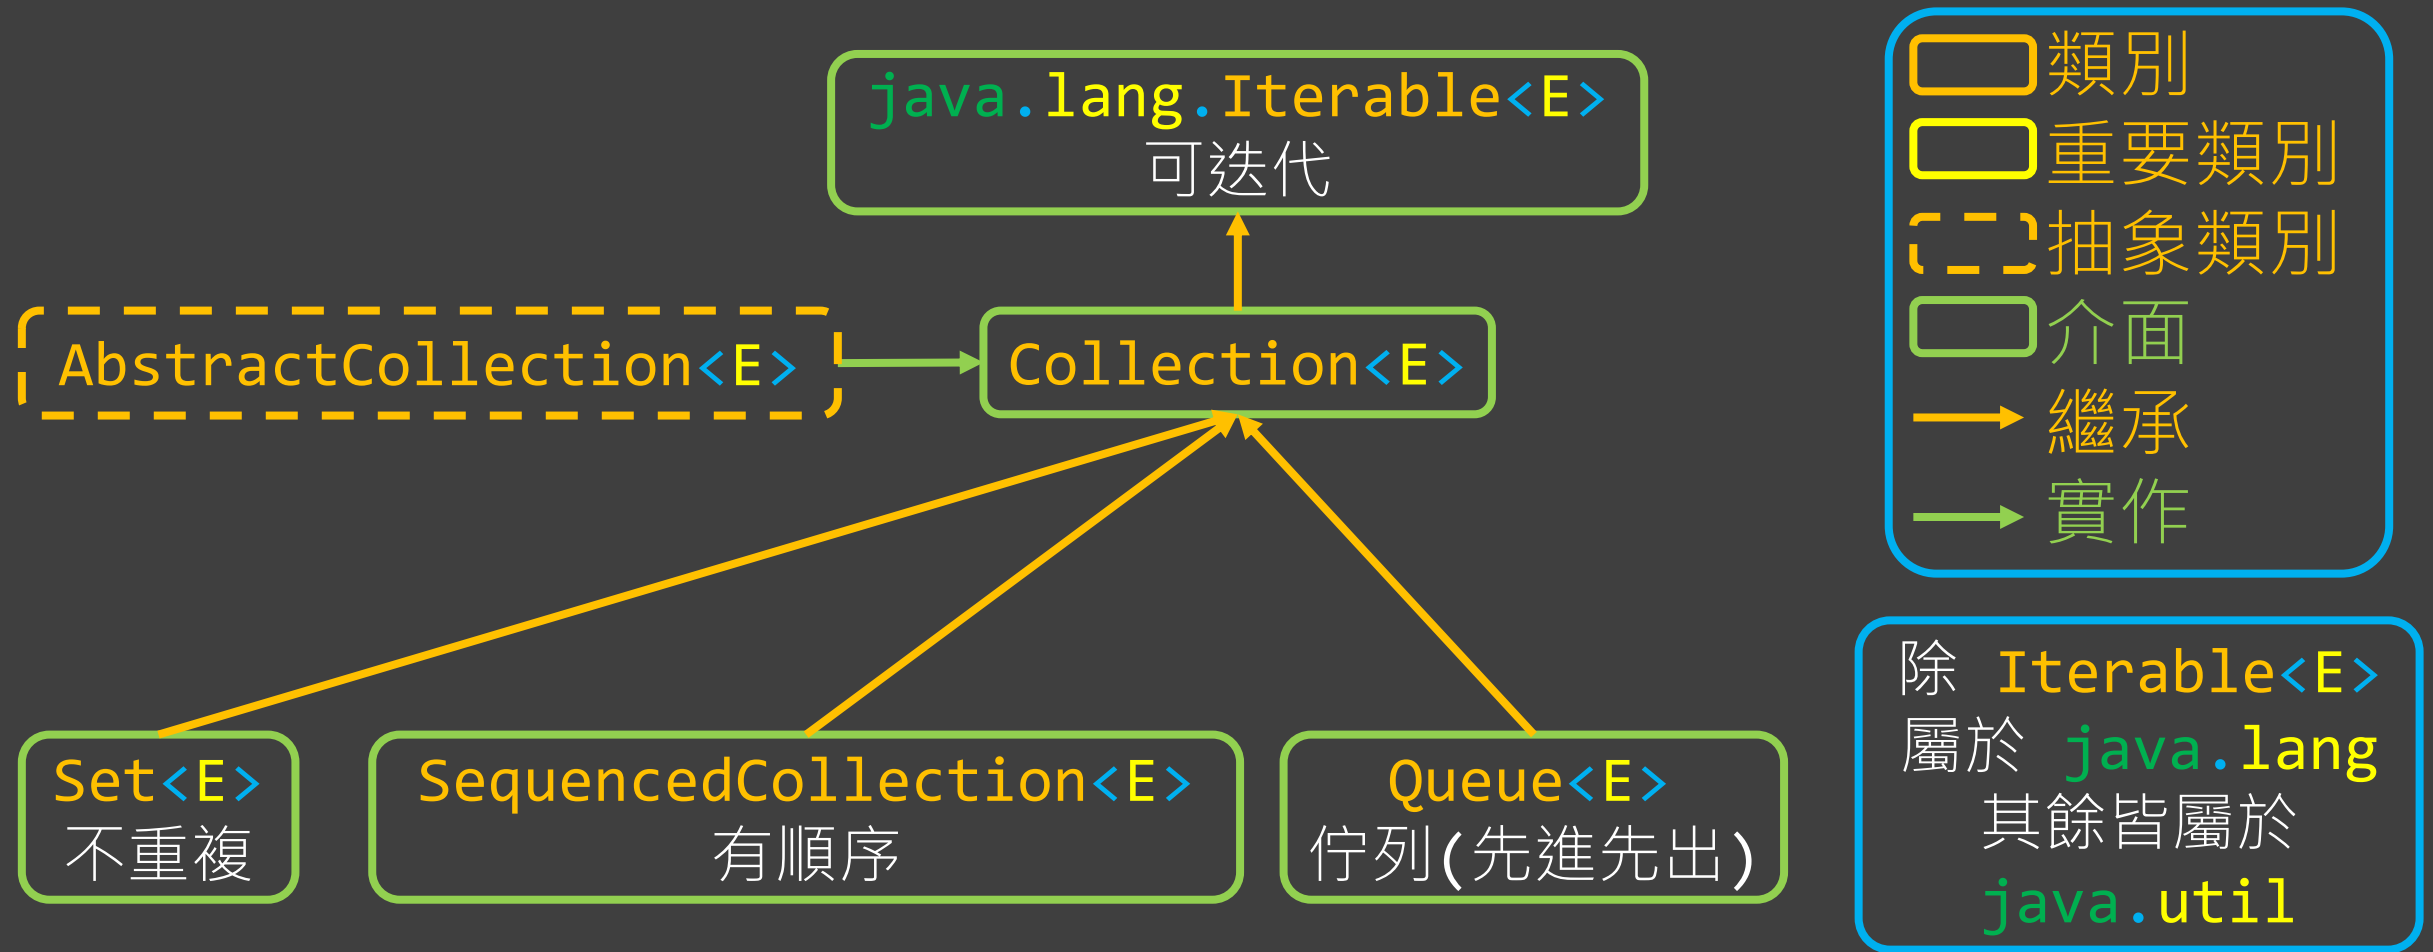 java.lang.Iterable<E>
可迭代
AbstractCollection<E>
Collection<E>
Set<E>
不重複
SequencedCollection<E>
有順序
Queue<E>
佇列(先進先出)
類別
重要類別
抽象類別
介面
繼承
實作
除 Iterable<E>
屬於 java.lang
其餘皆屬於
java.util